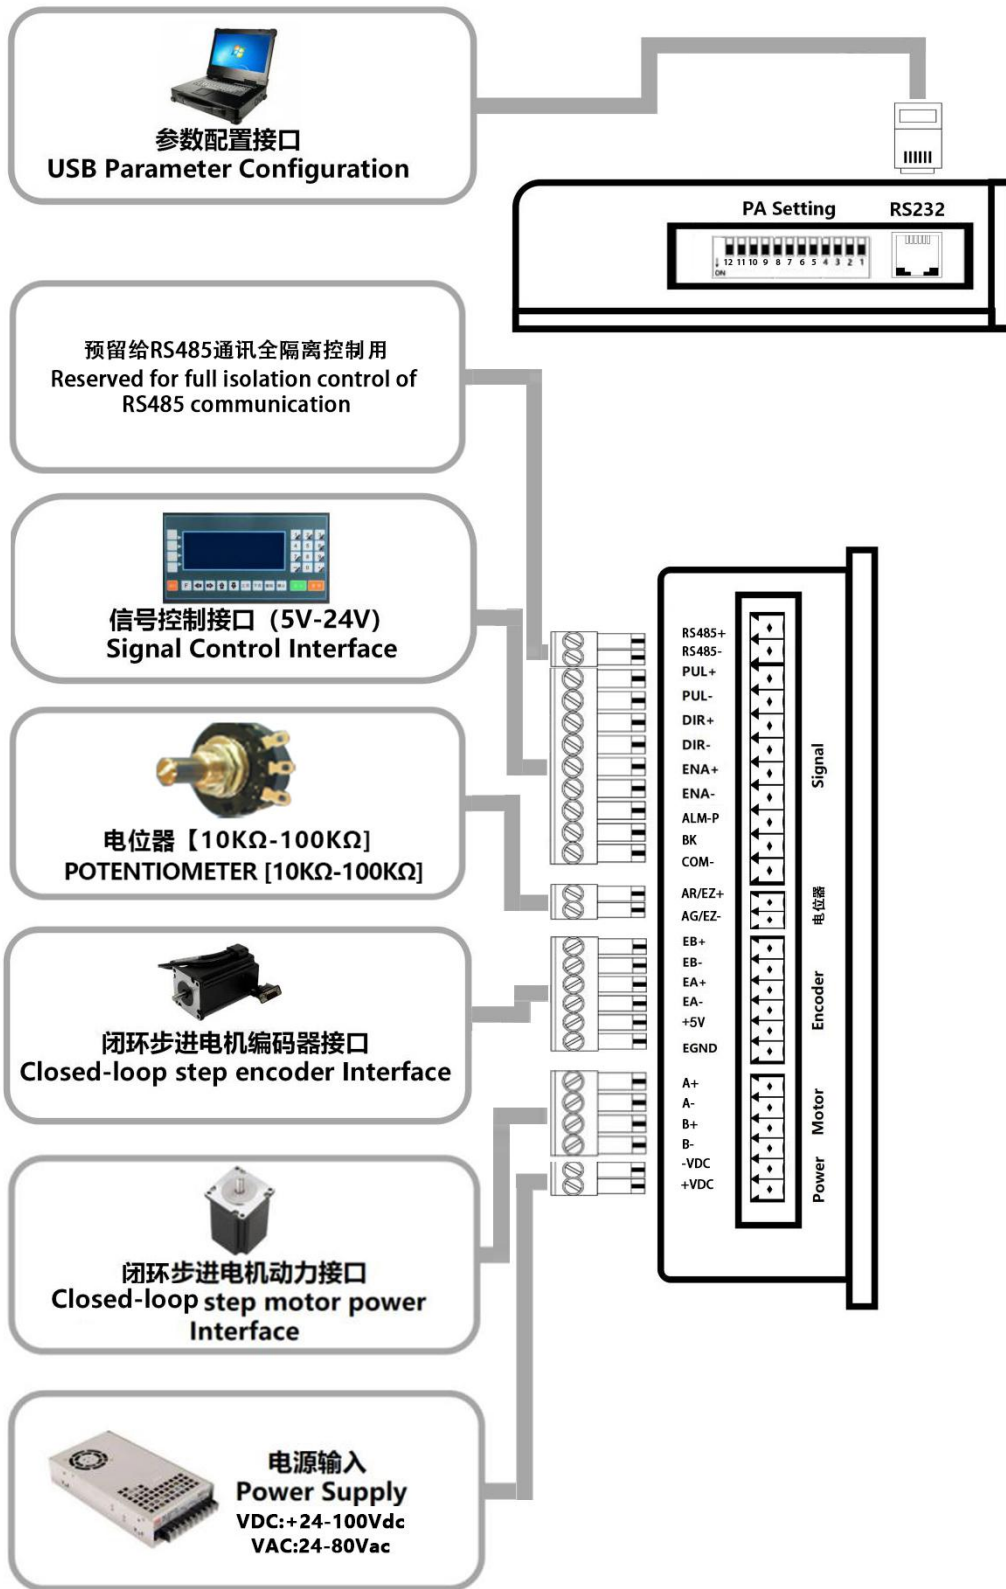 参数配置接口
USB Parameter Configuration
PA Setting
RS232
12 11 10 9 8 7 6 5 4 3 2 1
ON
预留给RS485通讯全隔离控制用
Reserved for full isolation control of
RS485 communication
信号控制接口（5V-24V）
Signal Control Interface
电位器【10KΩ-100KΩ]
POTENTIOMETER [10KΩ-100KΩ]
闭环步进电机编码器接口
Closed-loop step encoder Interface
闭环步进电机动力接口
Closed-loop step motor power
Interface
电源输入
Power Supply
VDC:+24-100Vdc
VAC:24-80Vac
RS485+
RS485-
PUL+
PUL-
DIR+
DIR-
ENA+
ENA-
ALM-P
BK
COM-
AR/EZ+
AG/EZ-
EB+
EB-
EA+
EA-
+5V
EGND
A+
A-
B+
B-
-VDC
+VDC
Signal
电位器
Encoder
Motor
Power